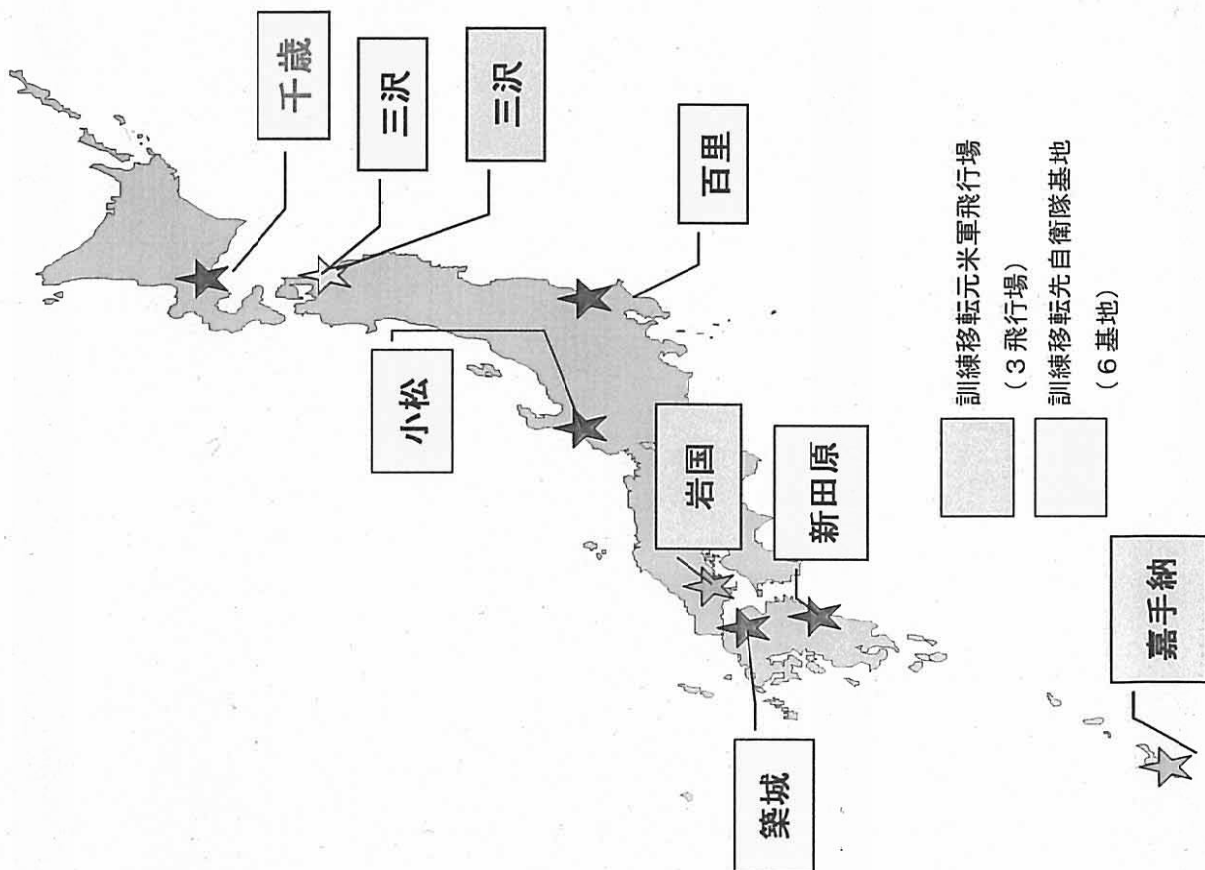 千歳
三沢
三沢
百里
小松
岩国
新田原
築城
嘉手納
訓練移転元米軍飛行場
（３飛行場）
訓練移転先自衛隊基地
（６基地）